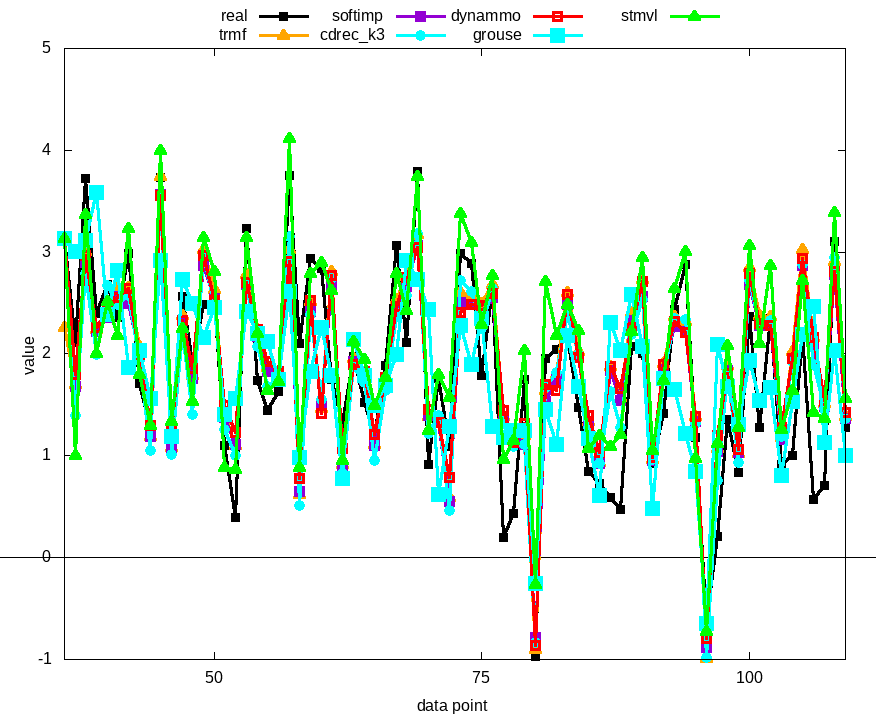 real softimp dynammo stmvl
trmf cdrec_k3 grouse
5
4
3
2
1
0
-1
value
50 75 100
data point